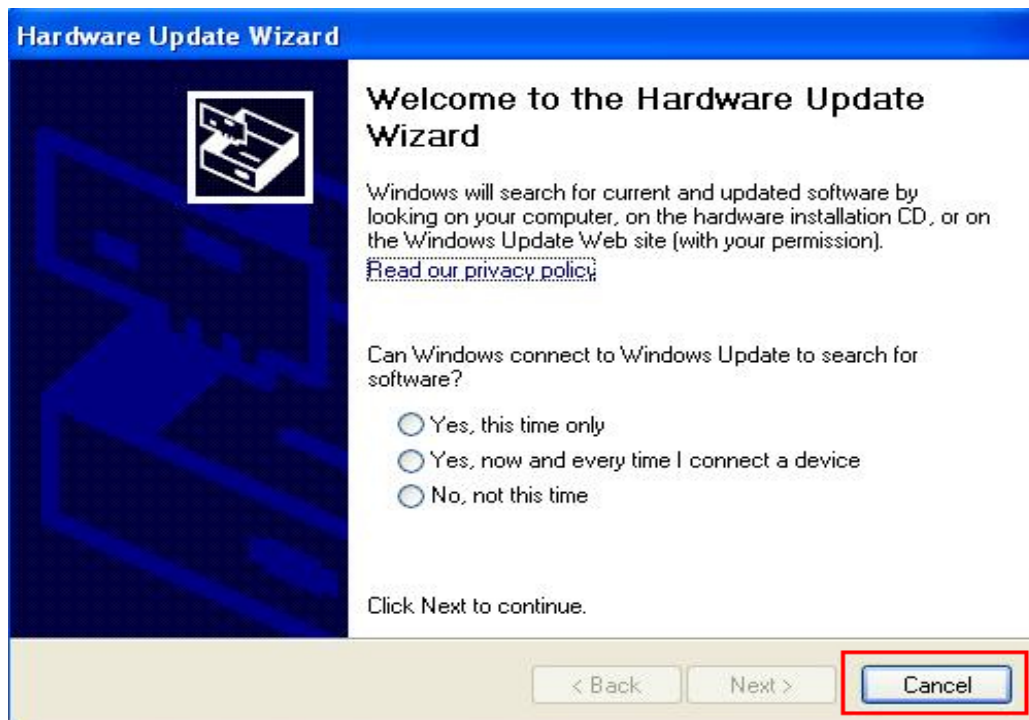 Hardware Update Wizard
Welcome to the Hardware Update
Wizard
Windows will search for current and updated software by
looking on your computer, on the hardware installation CD, or on
the Windows Update Web site (with your permission).
Read our privacy policy
Can Windows connect to Windows Update to search for
software?
Yes, this time only
Yes, now and every time I connect a device
No, not this time
Click Next to continue.
< Back
Next >
Cancel